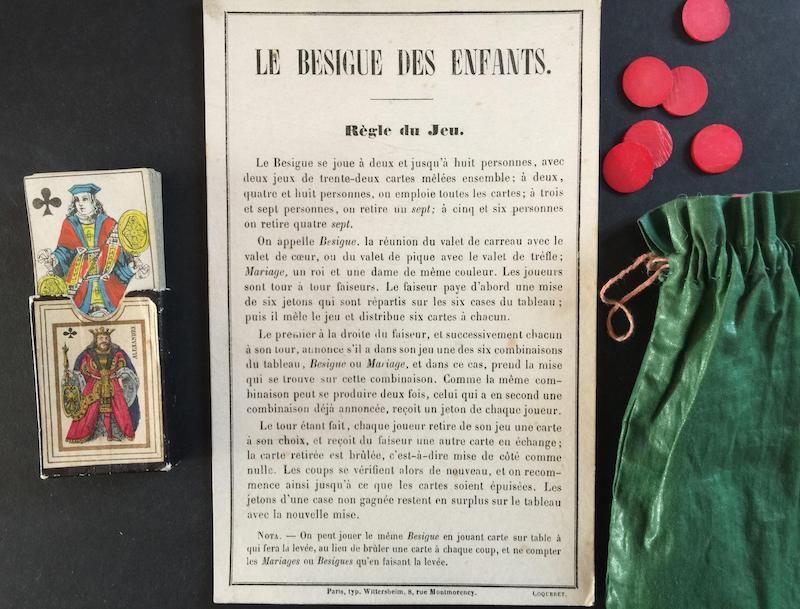 LE BESIGUE DES ENFANTS.
Règle du Jeu.
Le Besigue se joue à deux et jusqu'à huit personnes, avec
deux jeux de trente-deux cartes mêlées ensemble; à deux,
quatre et huit personnes, ou emploie toutes les cartes; à trois
et sept personnes, on retire un sept; à cinq et six personnes
on retire quatre sept.
On appelle Besigue. la réunion du valet de carreau avec le
valet de cœur, ou du valet de pique avec le valet de trèfle;
Mariage, un roi et une dame de même couleur. Les joueurs
sont tour à tour faiseurs. Le faiseur paye d'abord une mise
de six jetons qui sont répartis sur les six cases du tableau;
puis il mêle le jeu et distribue six cartes à chacun.
Le premier à la droite du faiseur, et successivement chacun
à son tour, annonce s'il a dans son jeu une des six combinaisons
du tableau, Besigue ou Mariage, et dans ce cas, prend la mise
qui se trouve sur cette combinaison. Comme la même com-
binaison peut se produire deux fois, celui qui a en second une
combinaison déjà annoncée, reçoit un jeton de chaque joueur.
Le tour étant fait, chaque joueur retire de son jeu une carte
à son choix, et reçoit du faiseur une autre carte en échange;
la carte retirée est brûlée, c'est-à-dire mise de côté comme
nulle. Les coups se vérifient alors de nouveau, et on recom-
mence ainsi jusqu'à ce que les cartes soient épuisées. Les
jetons d'une case non gagnée restent en surplus sur le tableau
avec la nouvelle mise.
NOTA. — On peut jouer le même Besigue en jouant carte sur table à
qui fera la levée, au lieu de brûler une carte à chaque coup, et ne compter
les Mariages ou Besigues qu'en faisant la levée.
Paris, typ. Wittersheim, 8, rue Montmorency.
COQUERET.
ALEXANDRE